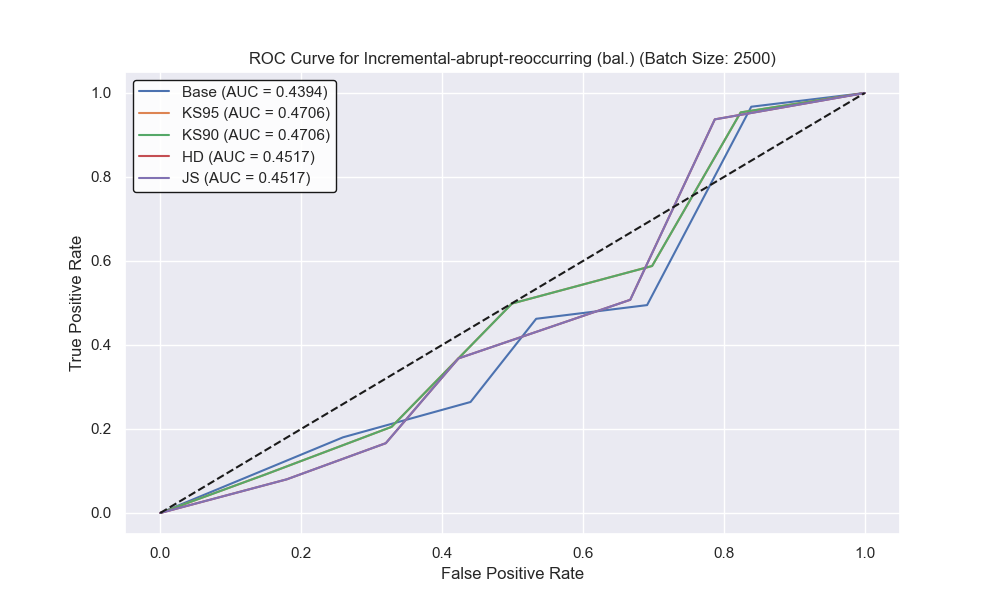 ROC Curve for Incremental-abrupt-reoccurring (bal.) (Batch Size: 2500)
Base (AUC = 0.4394)
KS95 (AUC = 0.4706)
KS90 (AUC = 0.4706)
HD (AUC = 0.4517)
JS (AUC = 0.4517)
True Positive Rate
1.0
0.8
0.6
0.4
0.2
0.0
0.0 0.2 0.4 0.6 0.8 1.0
False Positive Rate